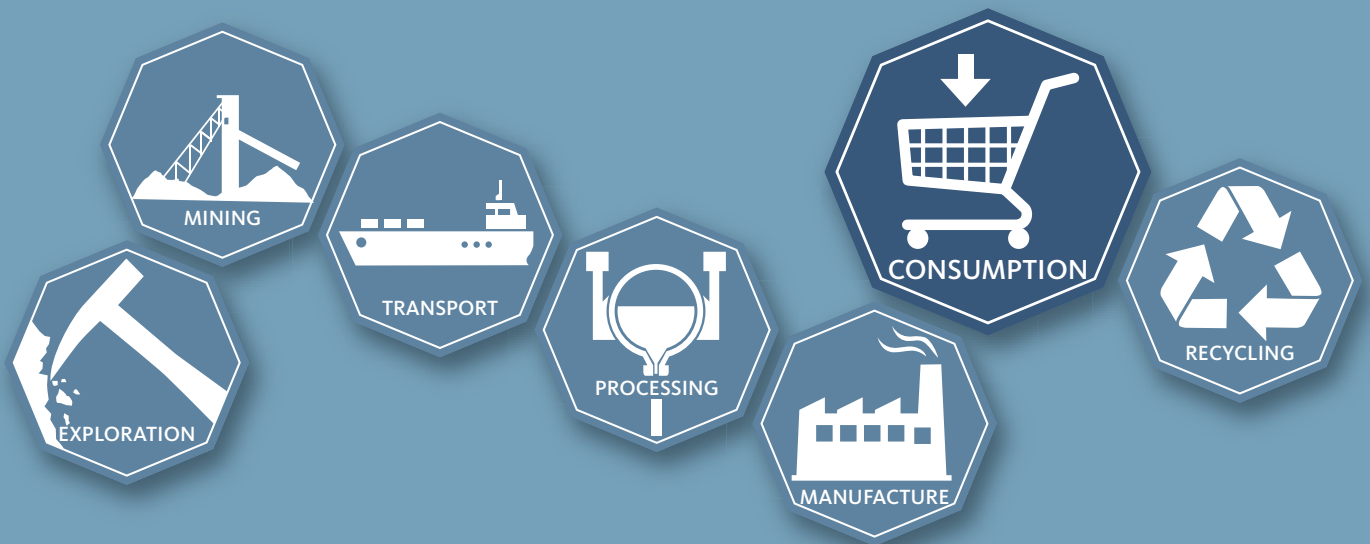 EXPLORATION
MINING
TRANSPORT
PROCESSING
MANUFACTURE
CONSUMPTION
RECYCLING